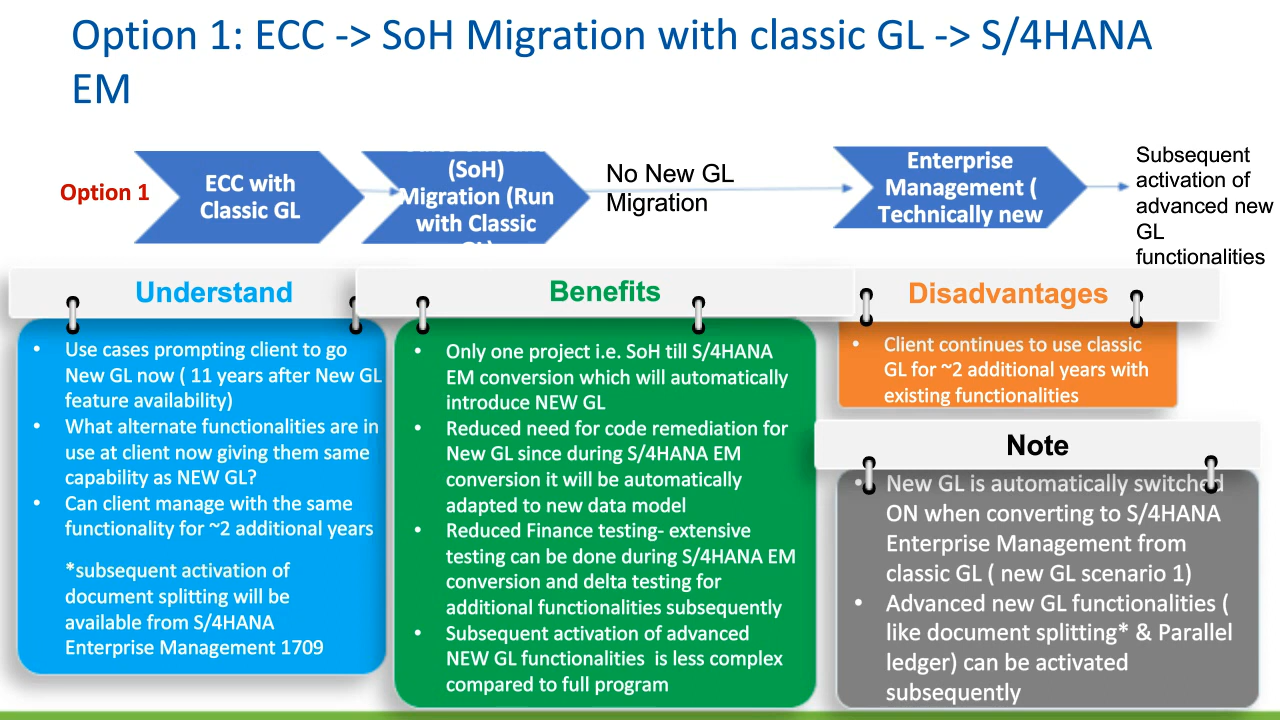 Option 1: ECC -> SoH Migration with classic GL -> S/4HANA
EM
Option 1
ECC with
Classic GL
(SoH)
Migration (Run
with Classic
No New GL
Migration
Enterprise
Management (
Technically new
Subsequent
activation of
advanced new
GL
functionalities
Understand
• Use cases prompting client to go
New GL now ( 11 years after New GL
feature availability)
• What alternate functionalities are in
use at client now giving them same
capability as NEW GL?
• Can client manage with the same
functionality for ~2 additional years
*subsequent activation of
document splitting will be
available from S/4HANA
Enterprise Management 1709
Benefits
• Only one project i.e. SoH till S/4HANA
EM conversion which will automatically
introduce NEW GL
• Reduced need for code remediation for
New GL since during S/4HANA EM
conversion it will be automatically
adapted to new data model
• Reduced Finance testing- extensive
testing can be done during S/4HANA EM
conversion and delta testing for
additional functionalities subsequently
• Subsequent activation of advanced
NEW GL functionalities is less complex
compared to full program
Disadvantages
• Client continues to use classic
GL for ~2 additional years with
existing functionalities
Note
• New GL is automatically switched
ON when converting to S/4HANA
Enterprise Management from
classic GL ( new GL scenario 1)
• Advanced new GL functionalities (
like document splitting* & Parallel
ledger) can be activated
subsequently